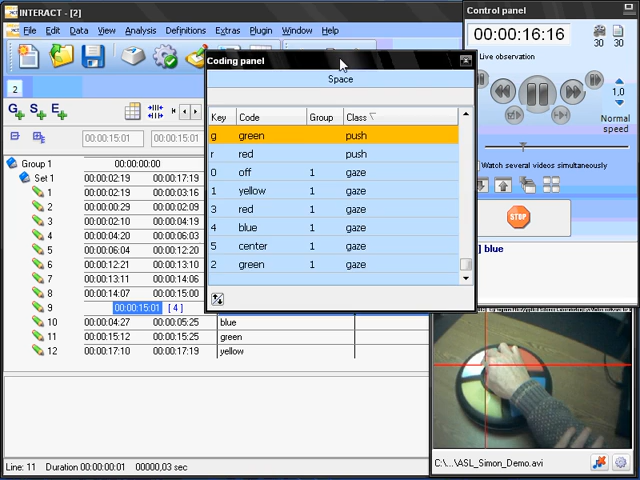 INTERACT - [2]
File Edit Data View Analysis Definitions Extras Plugin Window Help
2
G S E
00:00:15:01 00:00:15:01
Group 1 00:00:00:00
Set 1 00:00:02:19 00:00:17:19
1 00:00:02:19 00:00:03:16
2 00:00:00:29 00:00:02:09
3 00:00:02:10 00:00:04:19
4 00:00:04:20 00:00:06:03
5 00:00:06:04 00:00:12:20
6 00:00:12:21 00:00:13:10
7 00:00:13:11 00:00:14:06
8 00:00:14:07 00:00:15:00
9 00:00:15:01 [ 4 ]
10 00:00:04:27 00:00:05:25 blue
11 00:00:15:12 00:00:15:25 green
12 00:00:17:10 00:00:17:19 yellow
Line: 11 Duration 00:00:00:01 00000,03 sec
Coding panel
Space
Key Code Group Class
g green push
r red push
0 off 1 gaze
1 yellow 1 gaze
3 red 1 gaze
4 blue 1 gaze
5 center 1 gaze
2 green 1 gaze
Control panel
00:00:16:16
30 30
Live observation
1,0
Normal
speed
Watch several videos simultaneously
STOP
] blue
C:\...\ASL_Simon_Demo.avi